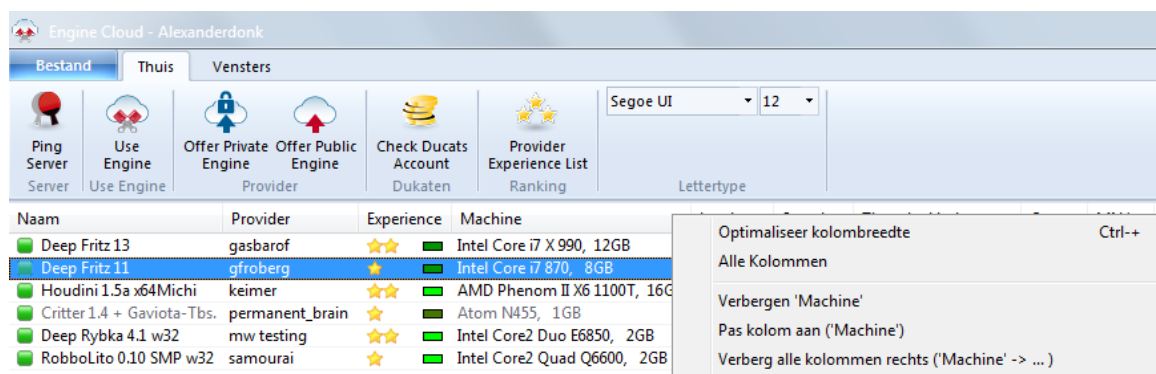 Engine Cloud - Alexanderdonk
Bestand Thuis Vensters
Segoe UI 12
Ping Server
Use Engine
Offer Private Engine
Offer Public Engine
Check Ducats Account
Provider Experience List
Server Use Engine Provider Dukaten Ranking Lettertype
Naam Provider Experience Machine
Deep Fritz 13 gasbarof Intel Core i7 X 990, 12GB
Deep Fritz 11 gfroberg Intel Core i7 870, 8GB
Houdini 1.5a x64Michi keimer AMD Phenom II X6 1100T, 16G
Critter 1.4 + Gaviota-Tbs. permanent_brain Atom N455, 1GB
Deep Rybka 4.1 w32 mw testing Intel Core2 Duo E6850, 2GB
RobboLito 0.10 SMP w32 samourai Intel Core2 Quad Q6600, 2GB
Optimaliseer kolombreedte Ctrl-+
Alle Kolommen
Verbergen 'Machine'
Pas kolom aan ('Machine')
Verberg alle kolommen rechts ('Machine' -> ... )